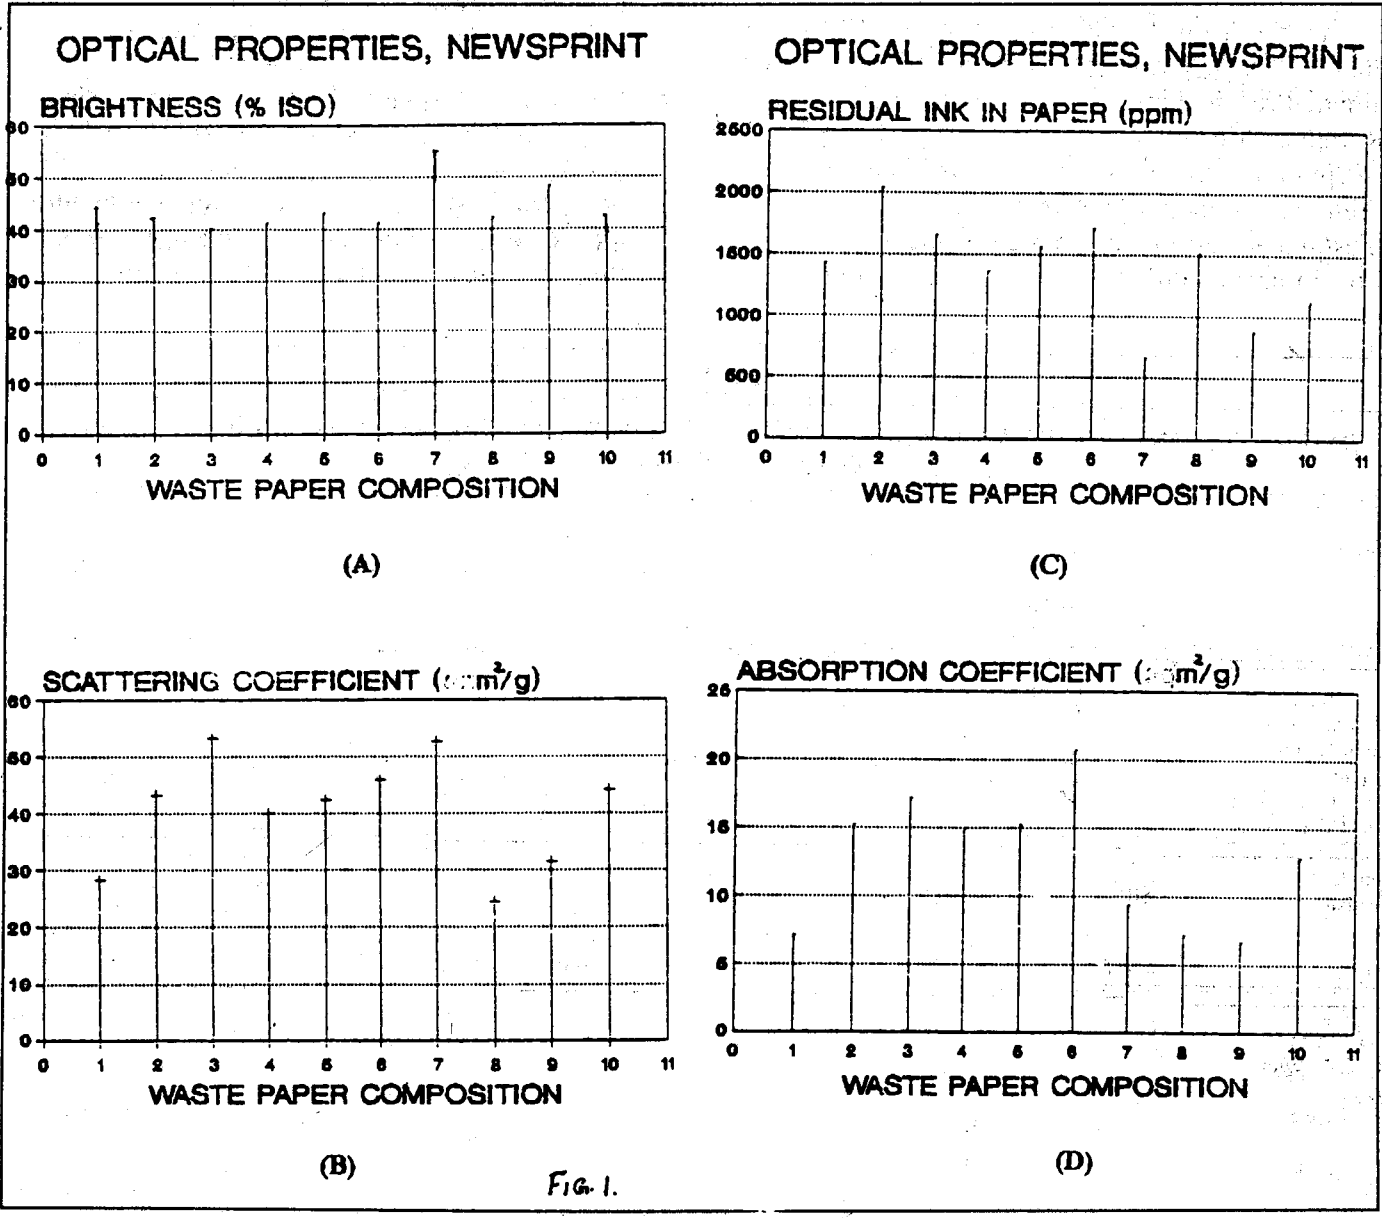 OPTICAL PROPERTIES, NEWSPRINT
BRIGHTNESS (% ISO)
60
50
40
30
20
10
0
0 1 2 3 4 5 6 7 8 9 10 11
WASTE PAPER COMPOSITION
(A)
OPTICAL PROPERTIES, NEWSPRINT
RESIDUAL INK IN PAPER (ppm)
2500
2000
1500
1000
500
0
0 1 2 3 4 5 6 7 8 9 10 11
WASTE PAPER COMPOSITION
(C)
SCATTERING COEFFICIENT ( m²/g)
60
50
40
30
20
10
0
0 1 2 3 4 5 6 7 8 9 10 11
WASTE PAPER COMPOSITION
(B)
ABSORPTION COEFFICIENT ( m²/g)
25
20
15
10
5
0
0 1 2 3 4 5 6 7 8 9 10 11
WASTE PAPER COMPOSITION
(D)
FIG. 1.